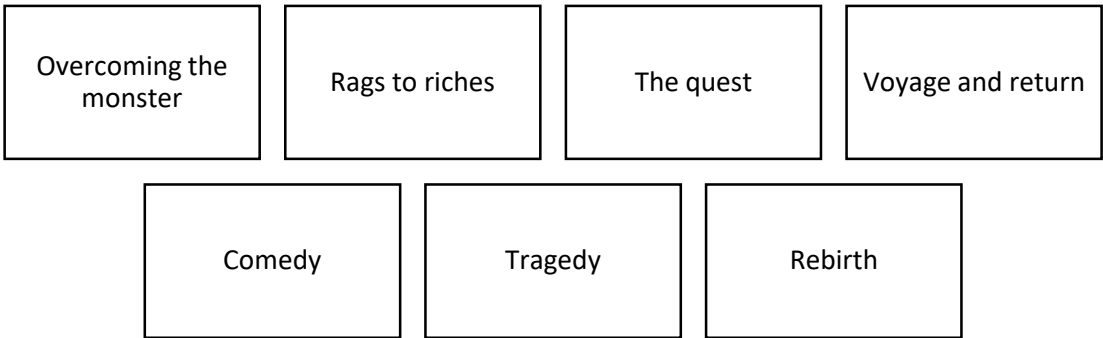 Overcoming the
monster
Rags to riches
The quest
Voyage and return
Comedy
Tragedy
Rebirth